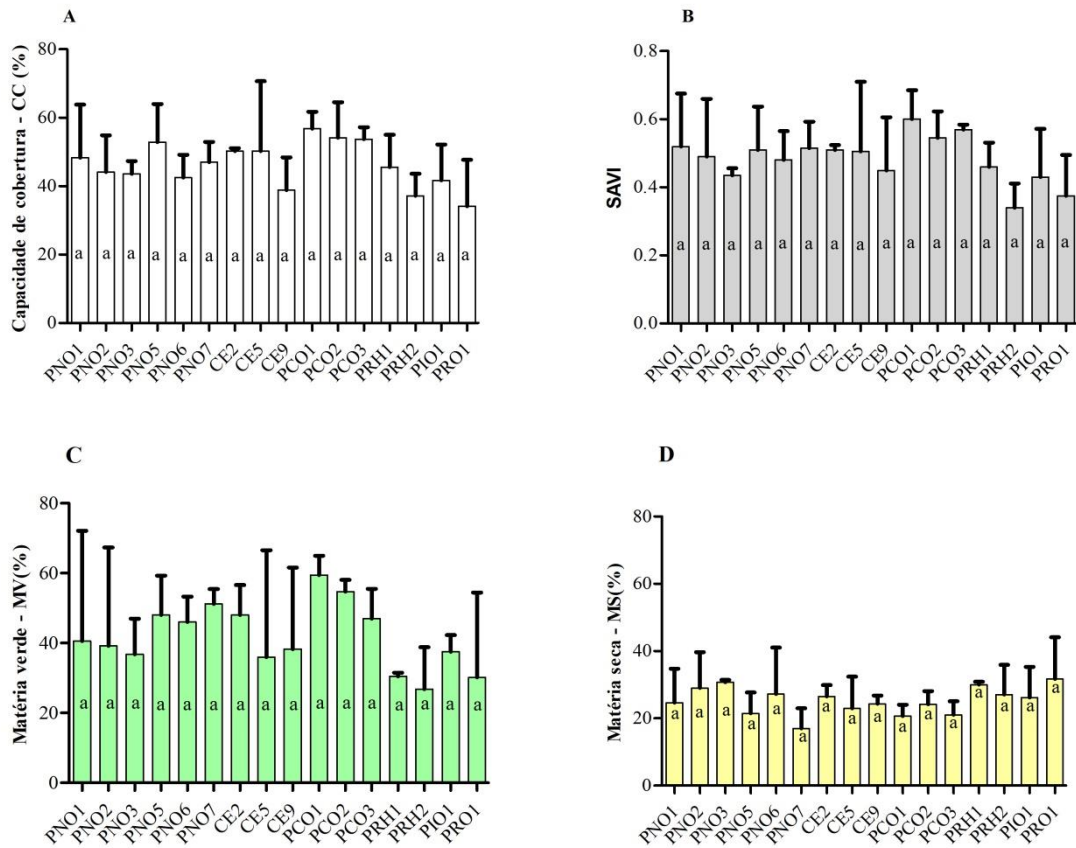 A
Capacidade de cobertura - CC (%)
80
60
40
20
0
a a a a a a a a a a a a a a a a
PNO1 PNO2 PNO3 PNO5 PNO6 PNO7 CE2 CE5 CE9 PCO1 PCO2 PCO3 PRH1 PRH2 PIO1 PRO1
B
SAVI
0.8
0.6
0.4
0.2
0.0
a a a a a a a a a a a a a a a a
PNO1 PNO2 PNO3 PNO5 PNO6 PNO7 CE2 CE5 CE9 PCO1 PCO2 PCO3 PRH1 PRH2 PIO1 PRO1
C
Matéria verde - MV(%)
80
60
40
20
0
a a a a a a a a a a a a a a a a
PNO1 PNO2 PNO3 PNO5 PNO6 PNO7 CE2 CE5 CE9 PCO1 PCO2 PCO3 PRH1 PRH2 PIO1 PRO1
D
Matéria seca - MS(%)
80
60
40
20
0
a a a a a a a a a a a a a a a a
PNO1 PNO2 PNO3 PNO5 PNO6 PNO7 CE2 CE5 CE9 PCO1 PCO2 PCO3 PRH1 PRH2 PIO1 PRO1